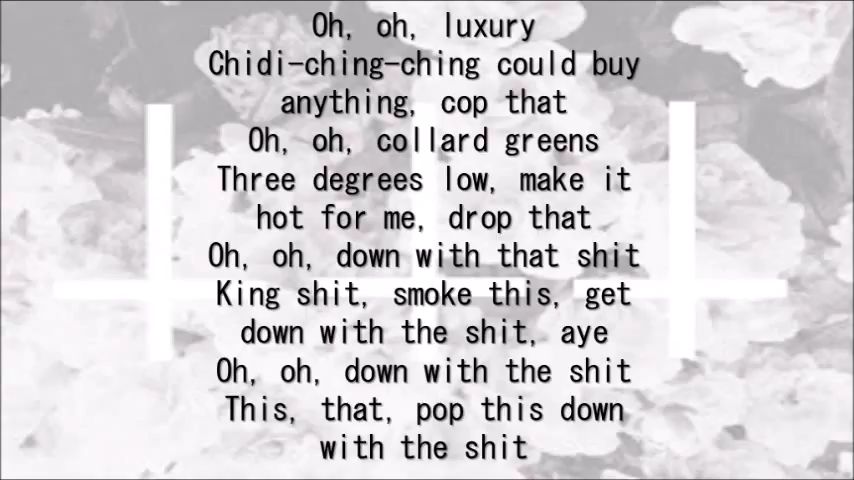 Oh, oh, luxury
Chidi-ching-ching could buy
anything, cop that
Oh, oh, collard greens
Three degrees low, make it
hot for me, drop that
Oh, oh, down with that shit
King shit, smoke this, get
down with the shit, aye
Oh, oh, down with the shit
This, that, pop this down
with the shit